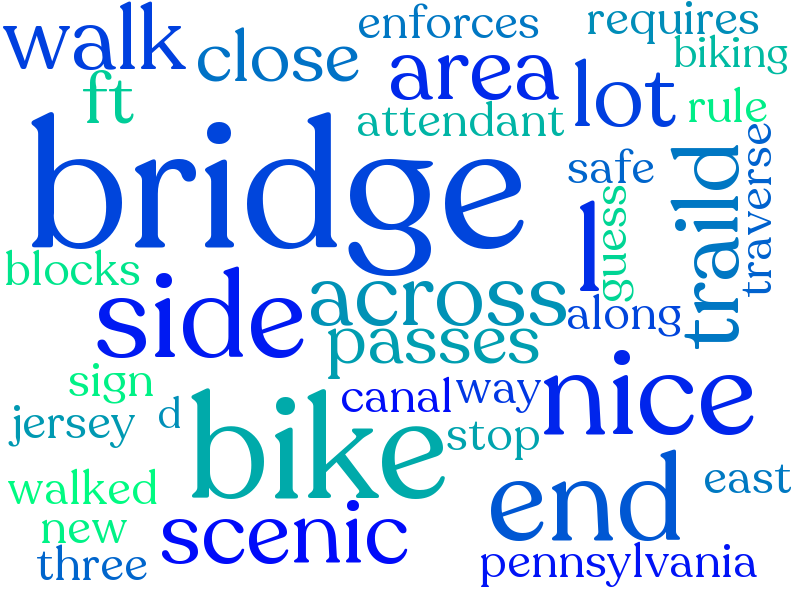 walk
enforces
requires
close
biking
area
ft
lot
rule
attendant
bridge
safe
traild
traverse
guess
l
blocks
side
across
along
passes
sign
nice
canal
way
jersey
d
bike
stop
end
east
walked
scenic
new
three
pennsylvania